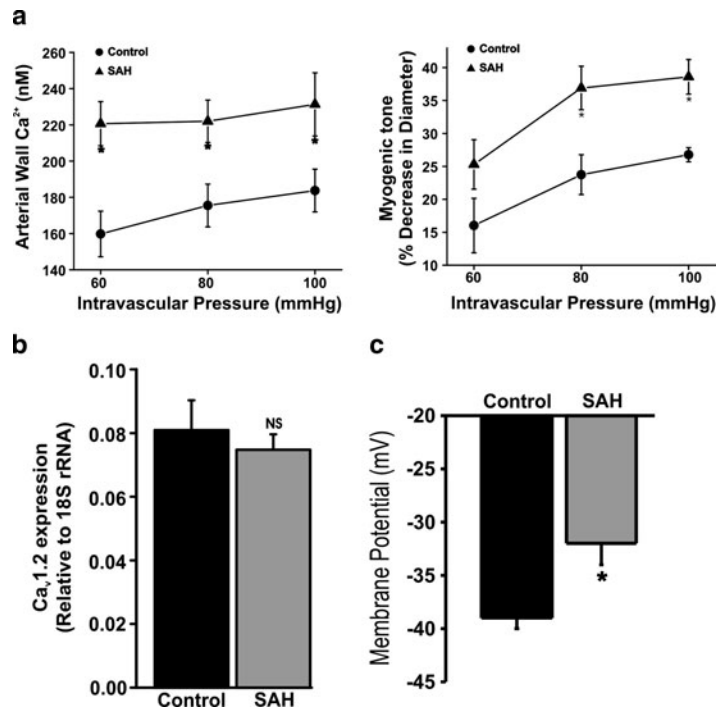 a
Control
SAH
Arterial Wall Ca²⁺ (nM)
260
240
220
200
180
160
140
*
*
*
60
80
100
Intravascular Pressure (mmHg)
Control
SAH
Myogenic tone
(% Decrease in Diameter)
40
35
30
25
20
15
10
*
*
60
80
100
Intravascular Pressure (mmHg)
b
Caᵥ1.2 expression
(Relative to 18S rRNA)
0.10
0.08
0.06
0.04
0.02
0.00
NS
Control SAH
c
Control SAH
Membrane Potential (mV)
-20
-25
-30
-35
-40
-45
*